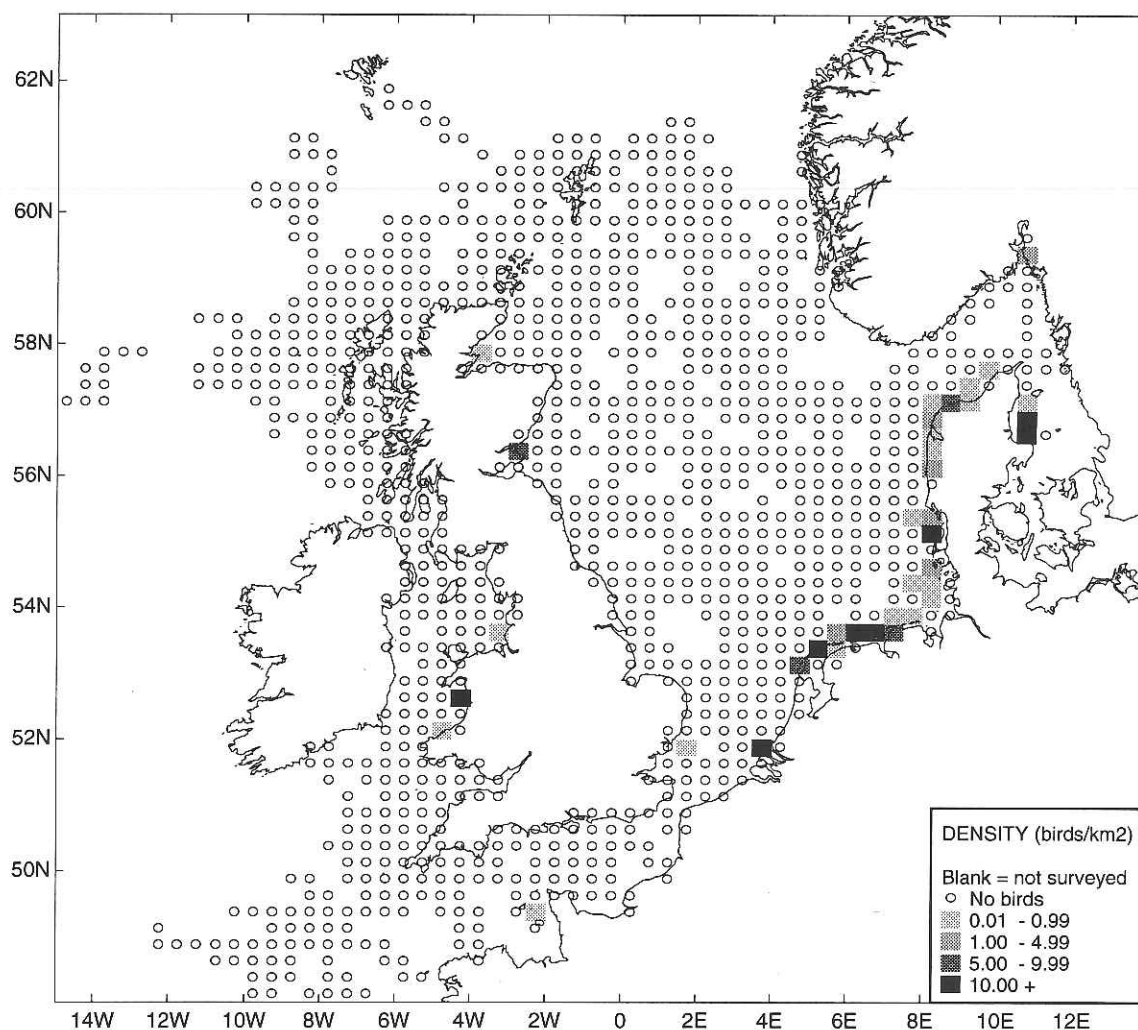 62N
60N
58N
56N
54N
52N
50N
DENSITY (birds/km2)
Blank = not surveyed
No birds
0.01 - 0.99
1.00 - 4.99
5.00 - 9.99
10.00 +
14W 12W 10W 8W 6W 4W 2W 0 2E 4E 6E 8E 10E 12E